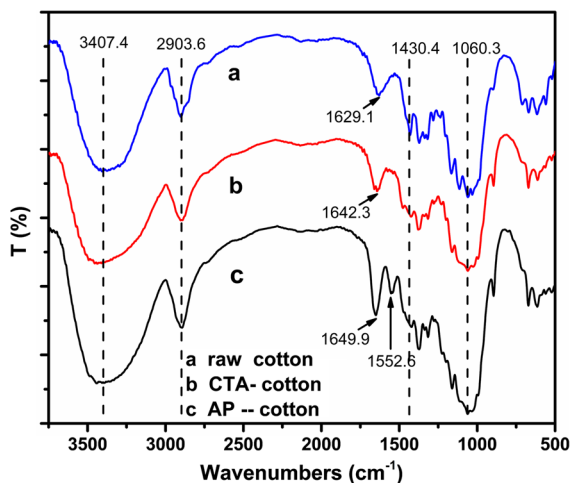 3407.4 2903.6 1430.4 1060.3
a
1629.1
b
1642.3
c
1649.9
1552.6
a raw cotton
b CTA- cotton
c AP -- cotton
T (%)
3500 3000 2500 2000 1500 1000 500
Wavenumbers (cm⁻¹)